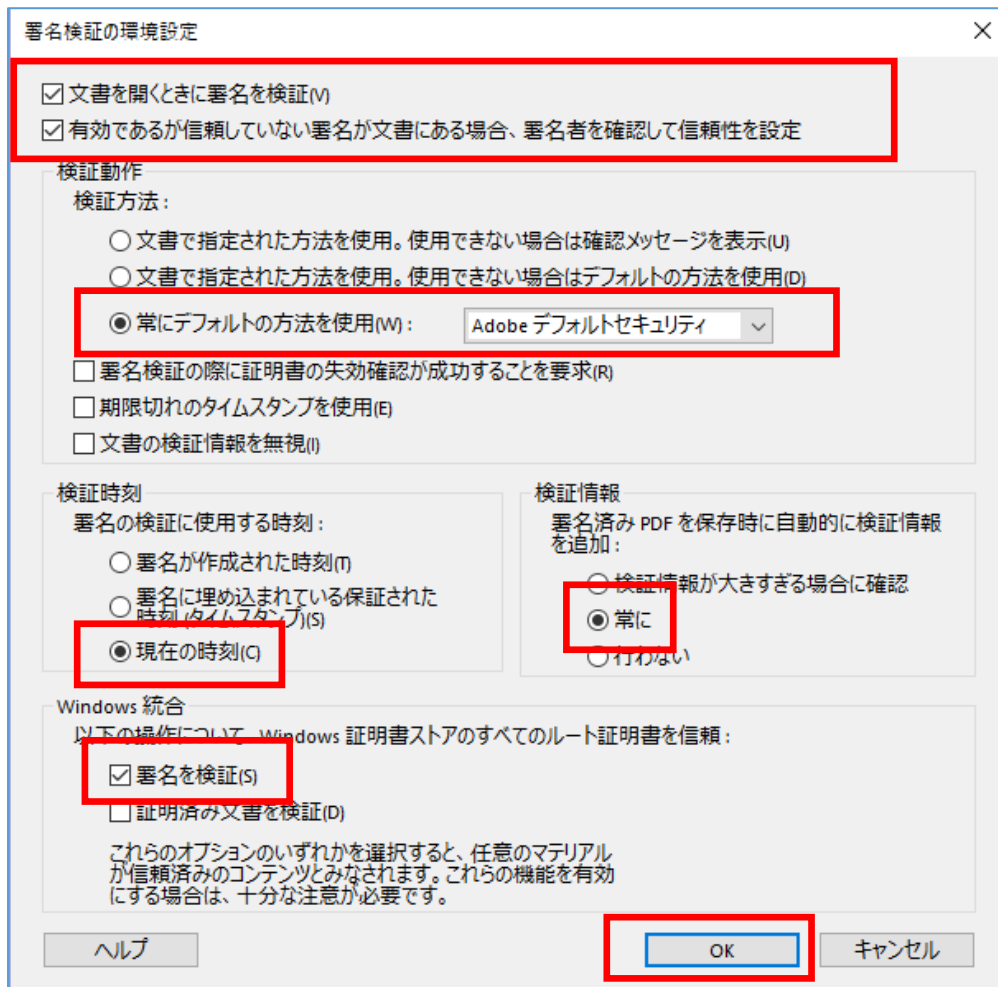 署名検証の環境設定
文書を開くときに署名を検証(V)
有効であるが信頼していない署名が文書にある場合、署名者を確認して信頼性を設定
検証動作
検証方法:
文書で指定された方法を使用。使用できない場合は確認メッセージを表示(U)
文書で指定された方法を使用。使用できない場合はデフォルトの方法を使用(D)
常にデフォルトの方法を使用(W): Adobe デフォルトセキュリティ
署名検証の際に証明書の失効確認が成功することを要求(R)
期限切れのタイムスタンプを使用(E)
文書の検証情報を無視(I)
検証時刻
署名の検証に使用する時刻:
署名が作成された時刻(T)
署名に埋め込まれている保証された
時刻 (タイムスタンプ)(S)
現在の時刻(C)
検証情報
署名済み PDF を保存時に自動的に検証情報
を追加:
検証情報が大きすぎる場合に確認
常に
行わない
Windows 統合
以下の操作について、Windows 証明書ストアのすべてのルート証明書を信頼:
署名を検証(S)
証明済み文書を検証(D)
これらのオプションのいずれかを選択すると、任意のマテリアル
が信頼済みのコンテンツとみなされます。これらの機能を有効
にする場合は、十分な注意が必要です。
ヘルプ OK キャンセル